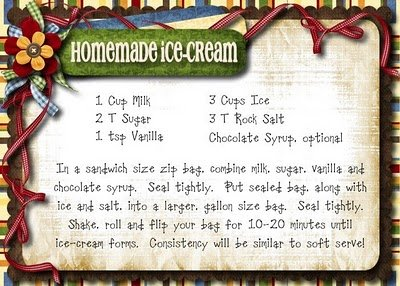 Homemade ice-cream
1 Cup Milk 3 Cups Ice
2 T Sugar 3 T Rock Salt
1 tsp Vanilla Chocolate Syrup, optional
In a sandwich size zip bag, combine milk, sugar, vanilla and
chocolate syrup. Seal tightly. Put sealed bag, along with
ice and salt, into a larger, gallon size bag. Seal tightly.
Shake, roll and flip your bag for 10-20 minutes until
ice-cream forms. Consistency will be similar to soft serve!